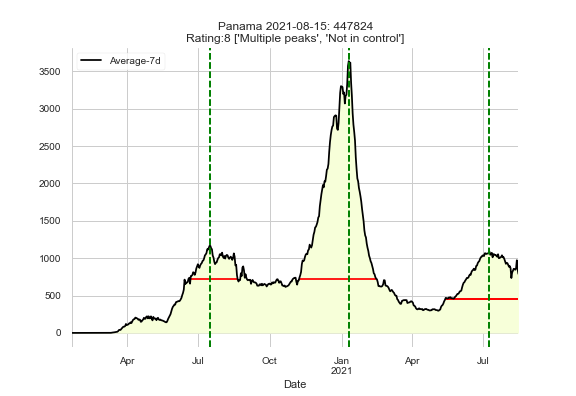 Panama 2021-08-15: 447824
Rating:8 ['Multiple peaks', 'Not in control']
Average-7d
3500
3000
2500
2000
1500
1000
500
0
Apr
Jul
Oct
Jan
2021
Apr
Jul
Date